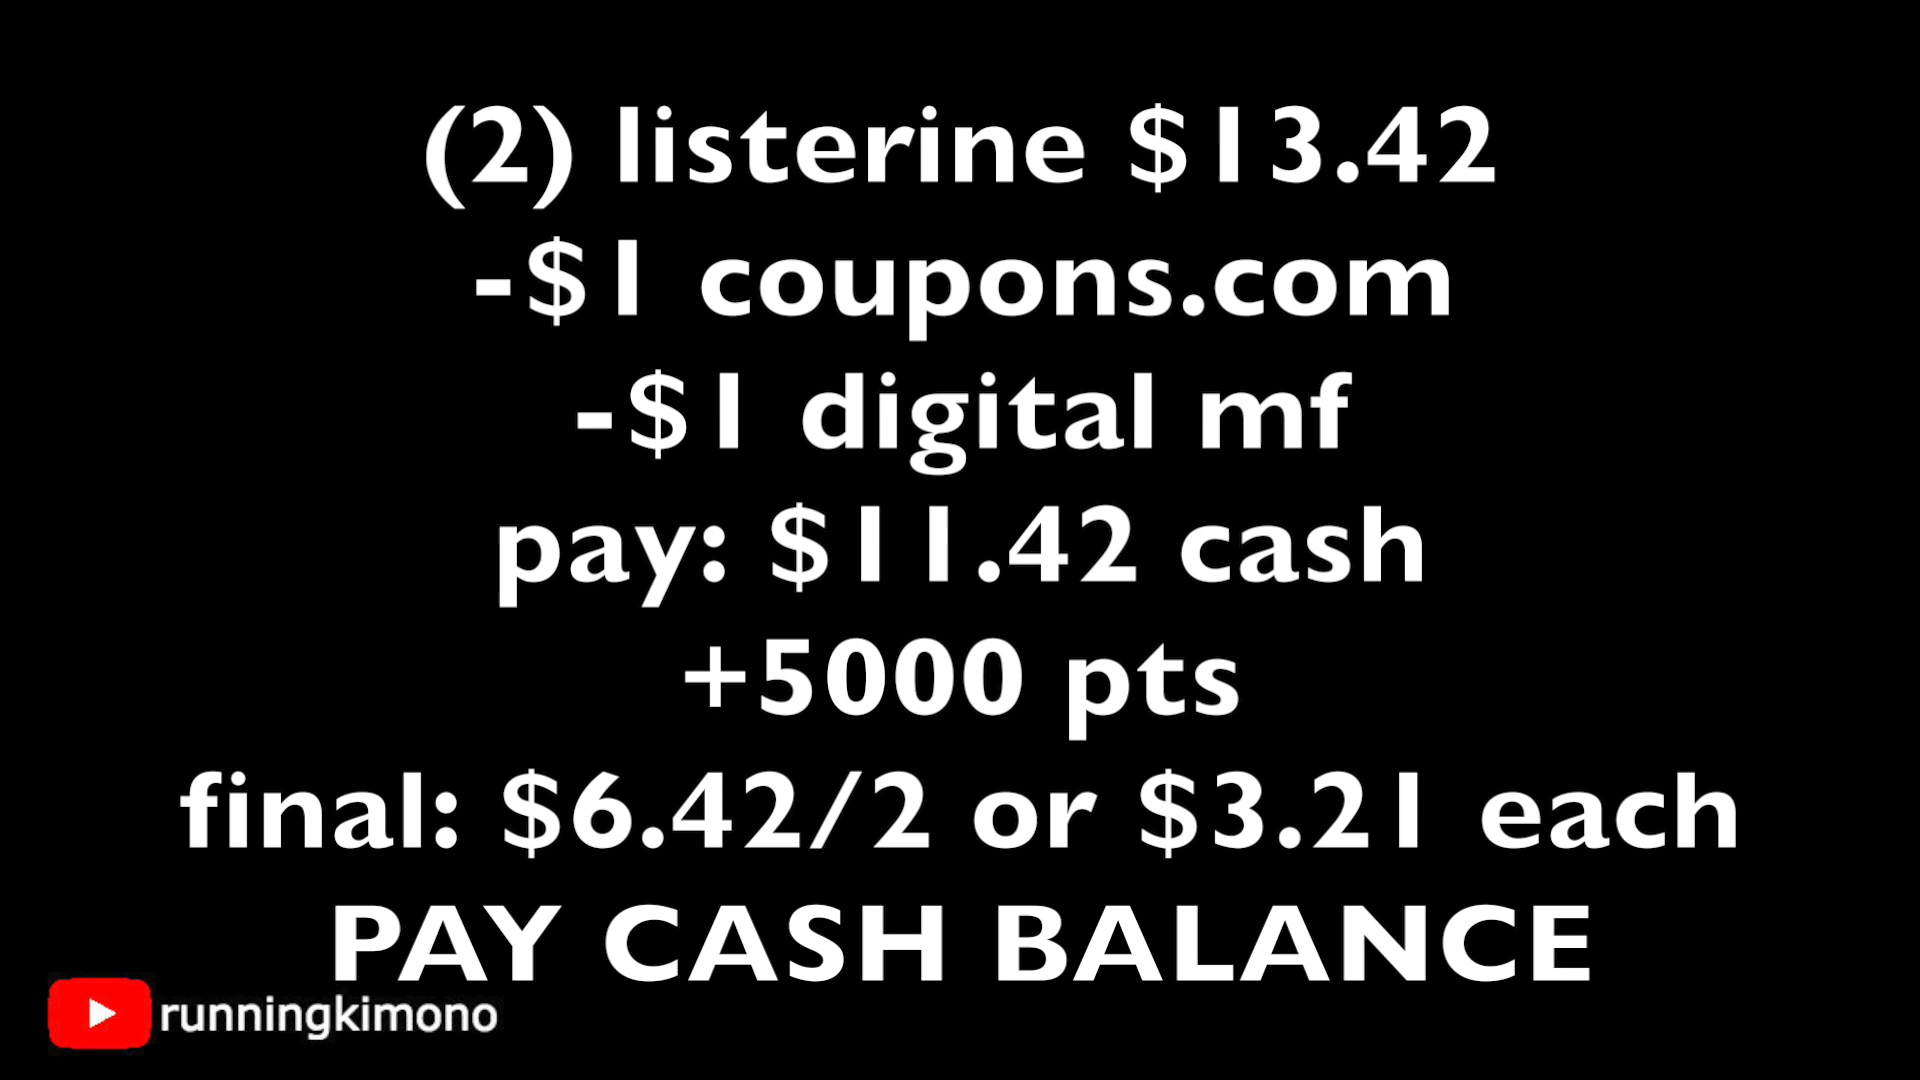 (2) listerine $13.42
-$1 coupons.com
-$1 digital mf
pay: $11.42 cash
+5000 pts
final: $6.42/2 or $3.21 each
PAY CASH BALANCE
runningkimono